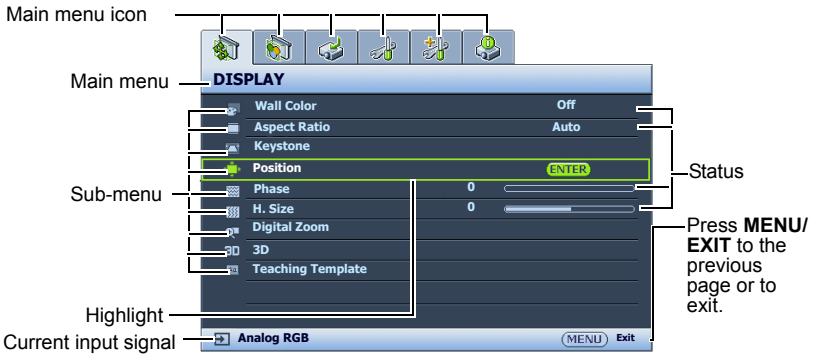 Main menu icon
Main menu
DISPLAY
Wall Color Off
Aspect Ratio Auto
Keystone
Position ENTER
Phase 0
H. Size 0
Digital Zoom
3D 3D
Teaching Template
Sub-menu
Status
Press MENU/
EXIT to the
previous
page or to
exit.
Highlight
Current input signal
Analog RGB MENU Exit